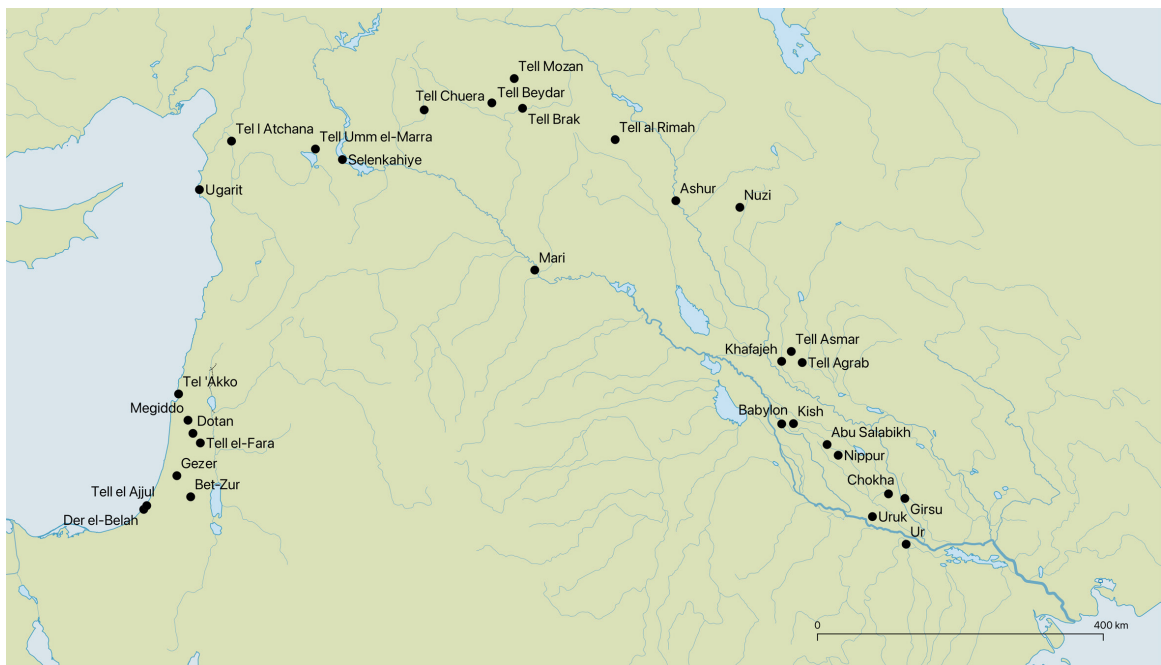 Tell Mozan
Tell Beydar
Tell Chuera
Tell Brak
Tel l Atchana
Tell Umm el-Marra
Tell al Rimah
Selenkahiye
Ugarit
Ashur
Nuzi
Mari
Tell Asmar
Khafajeh
Tell Agrab
Tel 'Akko
Megiddo
Babylon
Kish
Dotan
Abu Salabikh
Tell el-Fara
Nippur
Gezer
Chokha
Bet-Zur
Tell el Ajjul
Girsu
Der el-Belah
Uruk
Ur
0
400 km